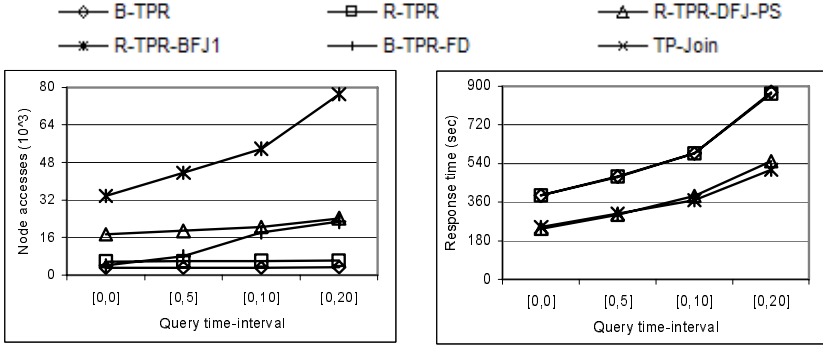 B-TPR
R-TPR
R-TPR-DFJ-PS
R-TPR-BFJ1
B-TPR-FD
TP-Join
Node accesses (10^3)
80
64
48
32
16
0
[0,0]
[0,5]
[0,10]
[0,20]
Query time-interval
Response time (sec)
900
720
540
360
180
0
[0,0]
[0,5]
[0,10]
[0,20]
Query time-interval